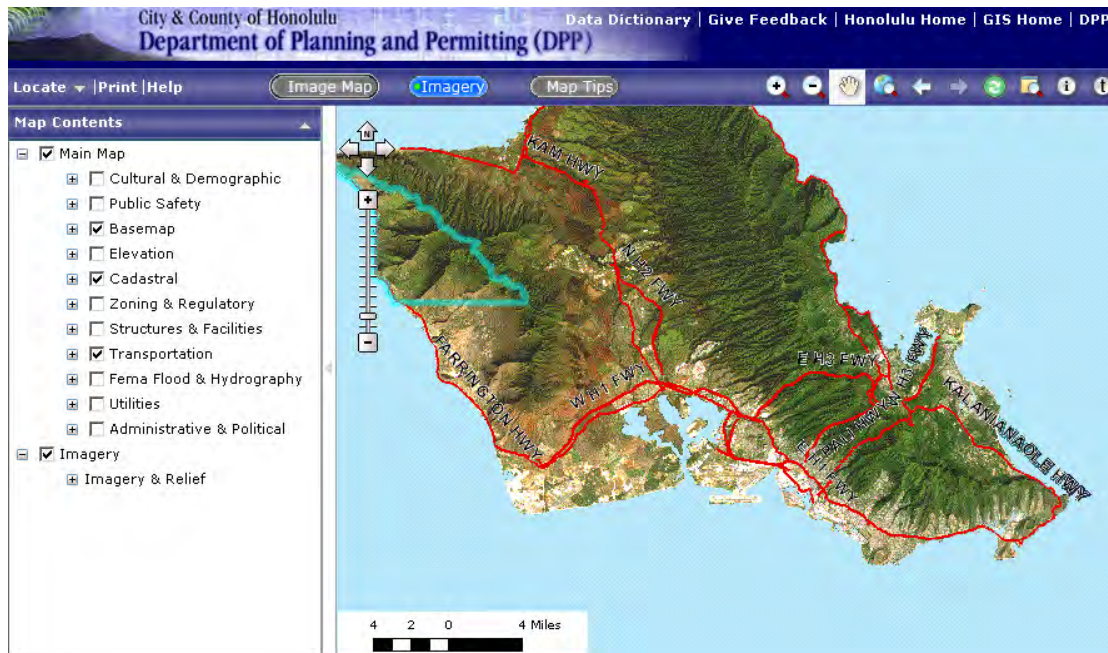 City & County of Honolulu
Department of Planning and Permitting (DPP)
Data Dictionary | Give Feedback | Honolulu Home | GIS Home | DPP
Locate |Print |Help
Image Map
Imagery
Map Tips
Map Contents
Main Map
Cultural & Demographic
Public Safety
Basemap
Elevation
Cadastral
Zoning & Regulatory
Structures & Facilities
Transportation
Fema Flood & Hydrography
Utilities
Administrative & Political
Imagery
Imagery & Relief
N
KAM HWY
N H2 FWY
FARRINGTON HWY
W H1 FWY
E H3 FWY
PALI HWY
E H1 FWY
KALANIANAOLE HWY
4 2 0 4 Miles